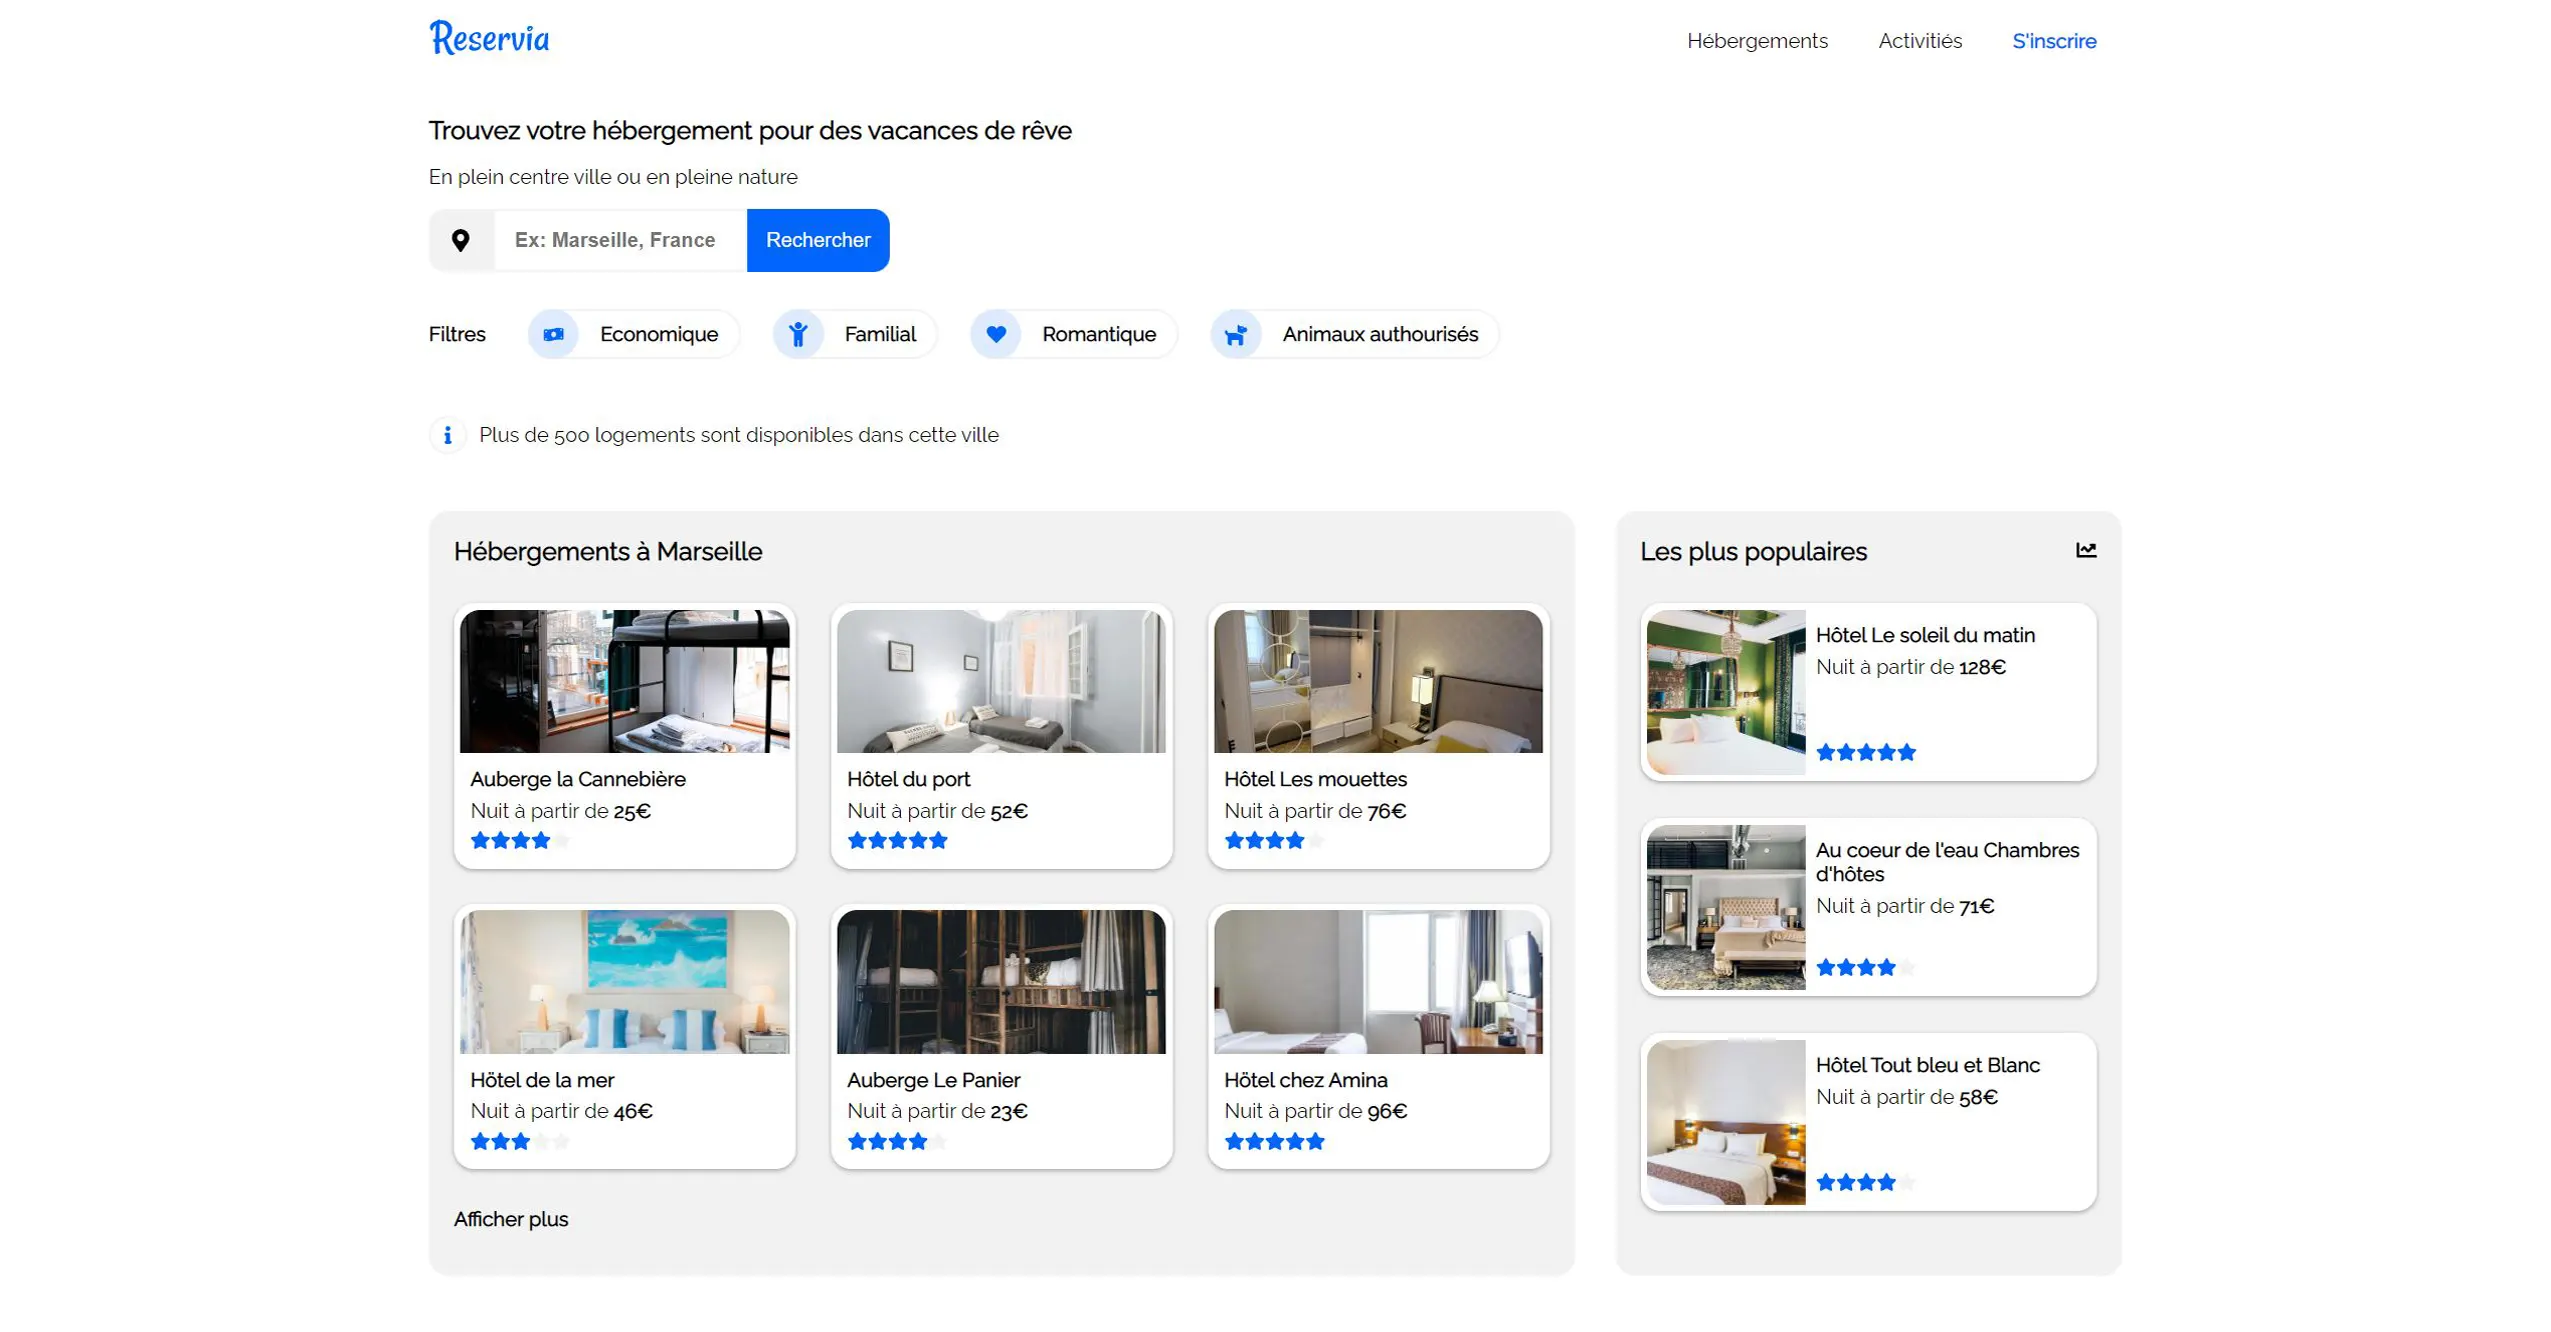 Reservia
Hébergements
Activitiés
S'inscrire
Trouvez votre hébergement pour des vacances de rêve
En plein centre ville ou en pleine nature
Ex: Marseille, France
Rechercher
Filtres
Economique
Familial
Romantique
Animaux authourisés
Plus de 500 logements sont disponibles dans cette ville
Hébergements à Marseille
Auberge la Cannebière
Nuit à partir de 25€
Hôtel du port
Nuit à partir de 52€
Hôtel Les mouettes
Nuit à partir de 76€
Hötel de la mer
Nuit à partir de 46€
Auberge Le Panier
Nuit à partir de 23€
Hötel chez Amina
Nuit à partir de 96€
Afficher plus
Les plus populaires
Hôtel Le soleil du matin
Nuit à partir de 128€
Au coeur de l'eau Chambres
d'hôtes
Nuit à partir de 71€
Hôtel Tout bleu et Blanc
Nuit à partir de 58€